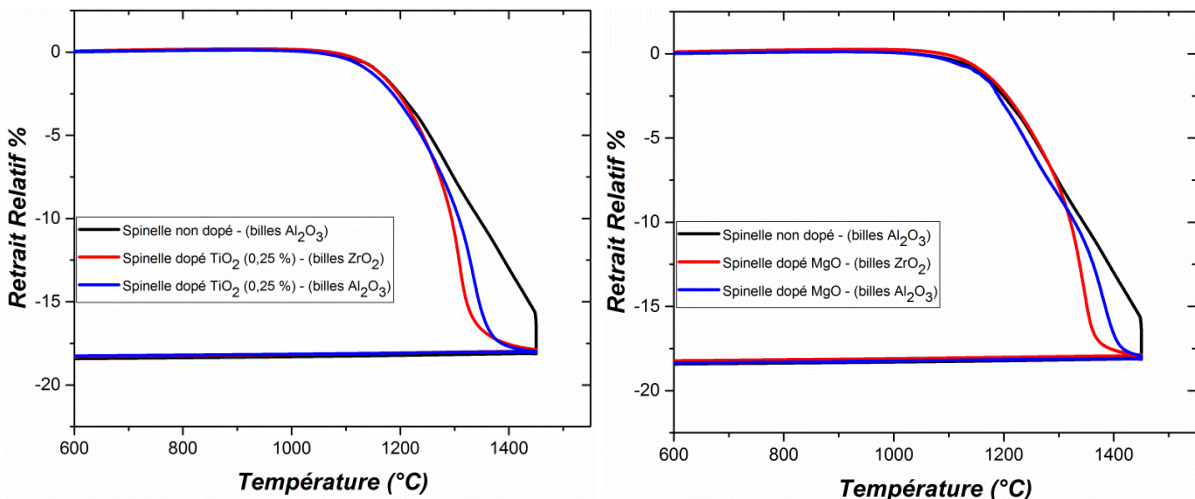 0
-5
-10
-15
-20
Retrait Relatif %
Spinelle non dopé - (billes Al₂O₃)
Spinelle dopé TiO₂ (0,25 %) - (billes ZrO₂)
Spinelle dopé TiO₂ (0,25 %) - (billes Al₂O₃)
600 800 1000 1200 1400
Température (°C)
0
-5
-10
-15
-20
Retrait Relatif %
Spinelle non dopé - (billes Al₂O₃)
Spinelle dopé MgO - (billes ZrO₂)
Spinelle dopé MgO - (billes Al₂O₃)
600 800 1000 1200 1400
Température (°C)